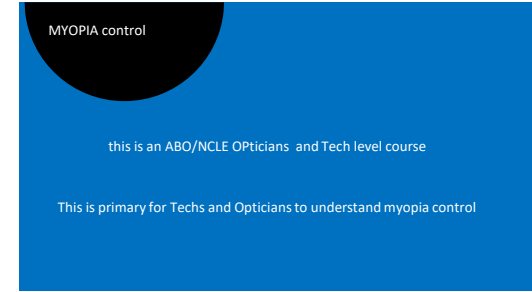 MYOPIA control
this is an ABO/NCLE OPticians and Tech level course
This is primary for Techs and Opticians to understand myopia control